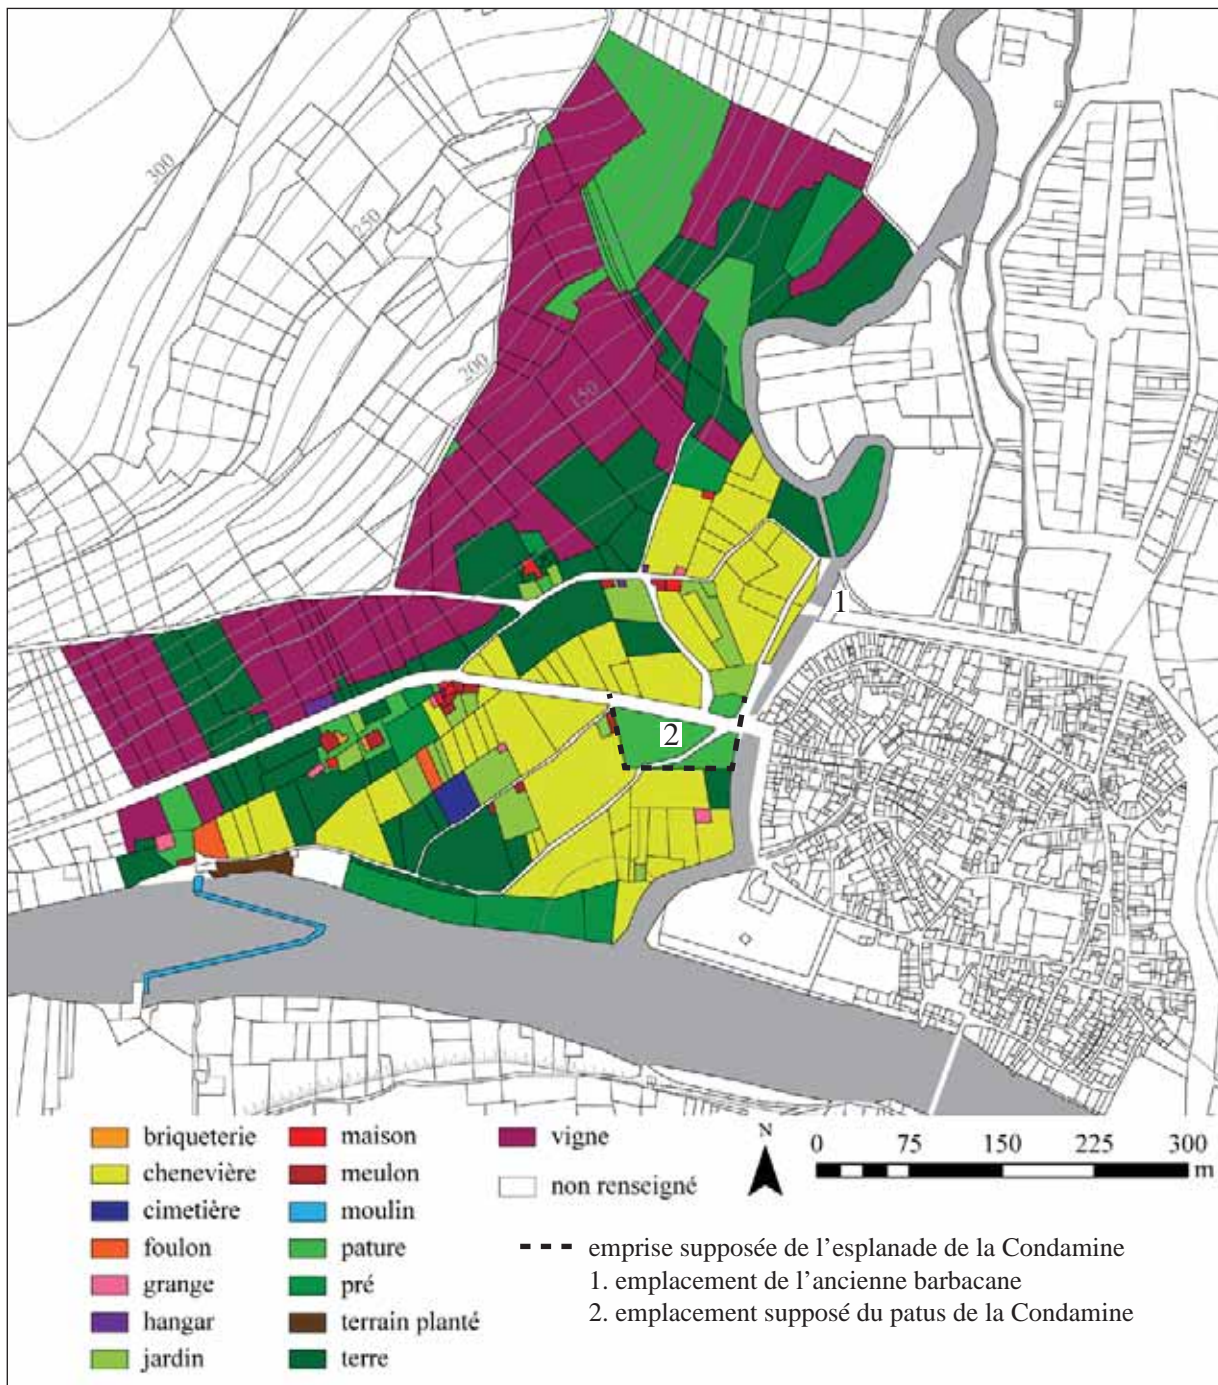 300
250
200
150
1
2
briqueterie
chenevière
cimetière
foulon
grange
hangar
jardin
maison
meulon
moulin
pature
pré
terrain planté
terre
vigne
non renseigné
N
0 75 150 225 300
m
emprise supposée de l'esplanade de la Condamine
1. emplacement de l'ancienne barbacane
2. emplacement supposé du patus de la Condamine